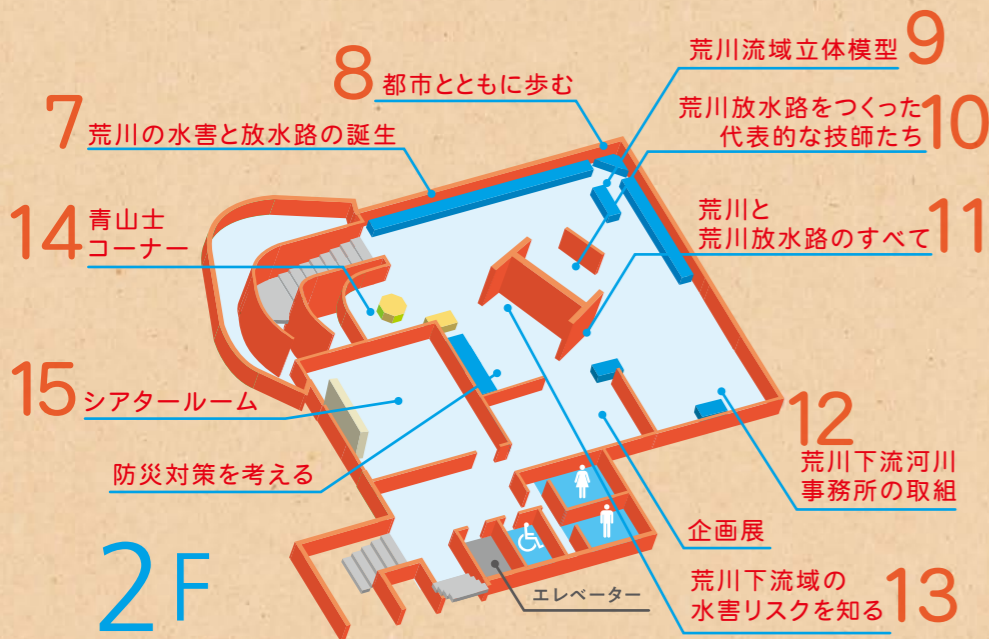 7
荒川の水害と放水路の誕生
8
都市とともに歩む
荒川流域立体模型
9
荒川放水路をつくった
代表的な技師たち
10
荒川と
荒川放水路のすべて
11
14
青山士
コーナー
15
シアタールーム
防災対策を考える
12
荒川下流河川
事務所の取組
企画展
荒川下流域の
水害リスクを知る
13
エレベーター
2F